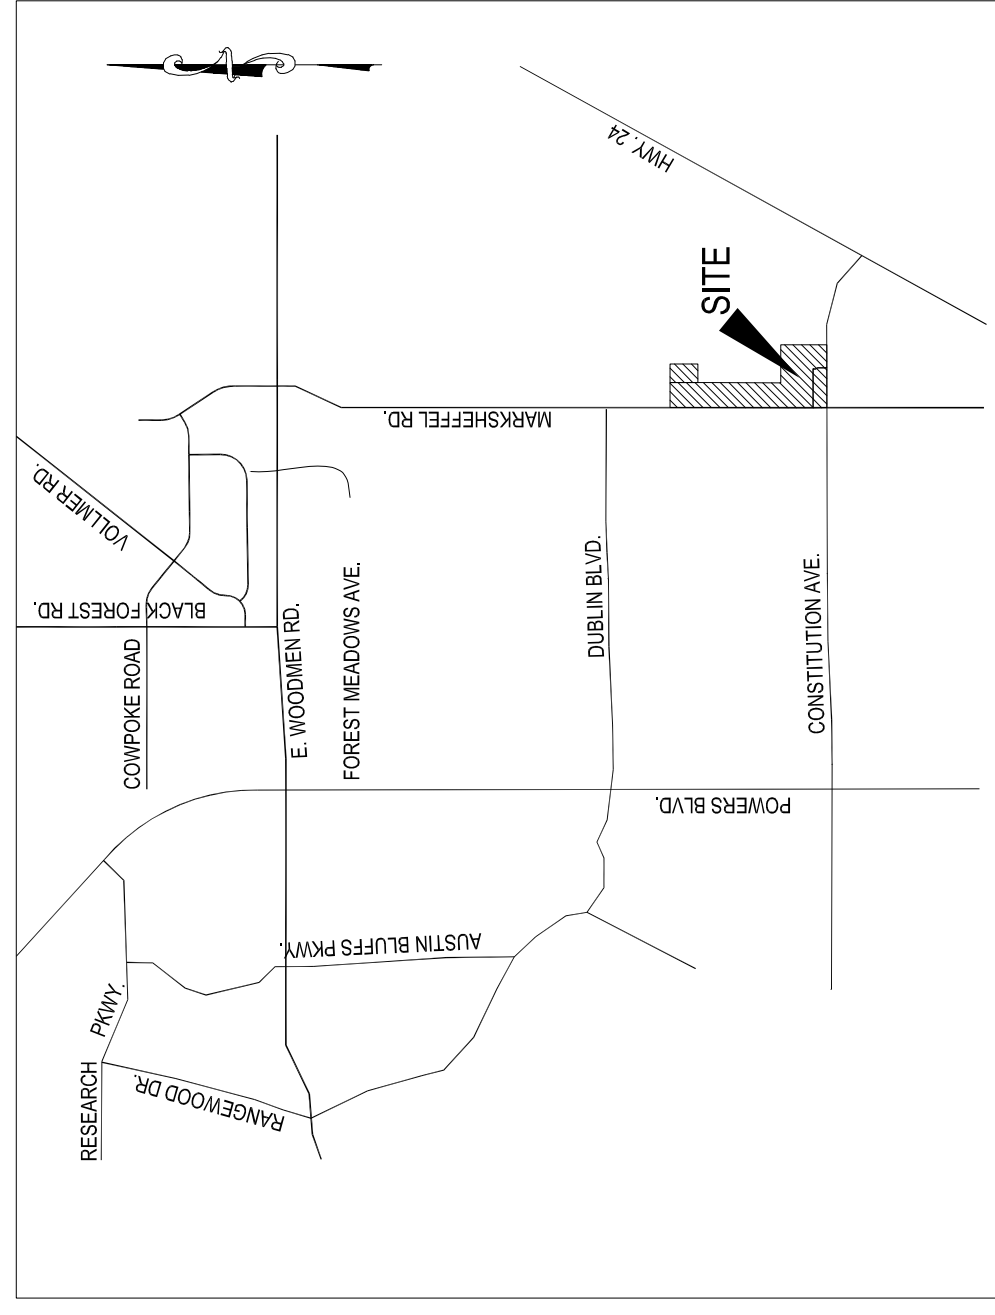 N
HWY. 24
SITE
MARKSHEFFEL RD.
VOLLMER RD.
BLACK FOREST RD.
COWPOKE ROAD
E. WOODMEN RD.
FOREST MEADOWS AVE.
DUBLIN BLVD.
CONSTITUTION AVE.
POWERS BLVD.
AUSTIN BLUFFS PKWY.
RESEARCH
PKWY.
RANGEWOOD DR.